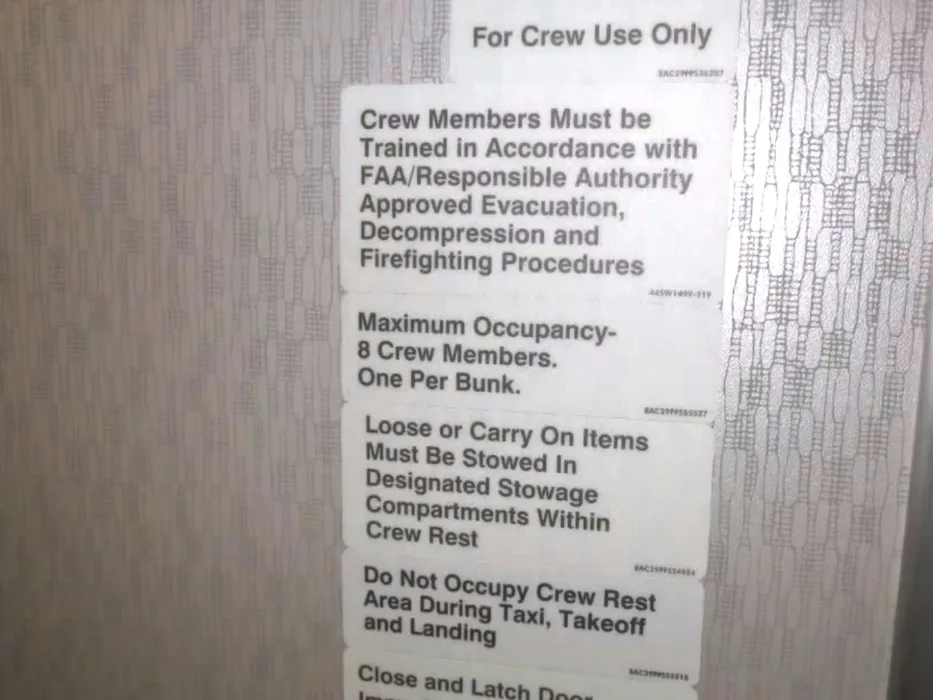 For Crew Use Only
Crew Members Must be
Trained in Accordance with
FAA/Responsible Authority
Approved Evacuation,
Decompression and
Firefighting Procedures
Maximum Occupancy-
8 Crew Members.
One Per Bunk.
BAC29PPS55527
Loose or Carry On Items
Must Be Stowed In
Designated Stowage
Compartments Within
Crew Rest
Do Not Occupy Crew Rest
Area During Taxi, Takeoff
and Landing
Close and Latch Door